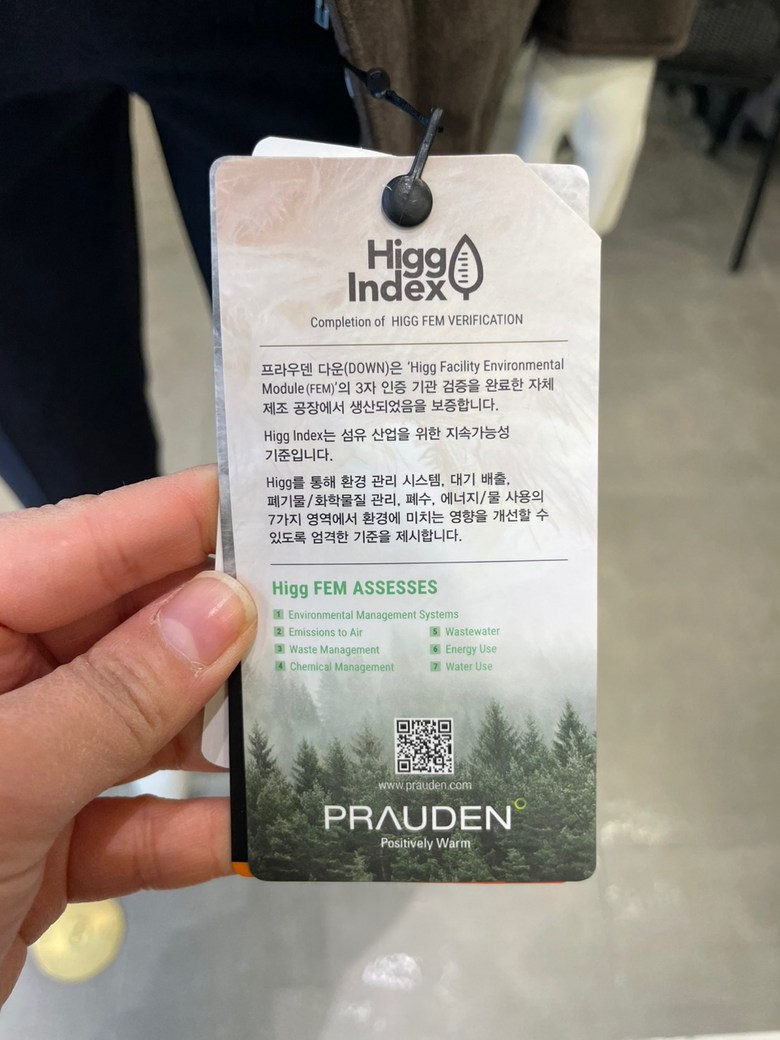 Higg
Index
Completion of HIGG FEM VERIFICATION
프라우덴 다운(DOWN)은 'Higg Facility Environmental
Module(FEM)'의 3자 인증 기관 검증을 완료한 자체
제조 공장에서 생산되었음을 보증합니다.
Higg Index는 섬유 산업을 위한 지속가능성
기준입니다.
Higg를 통해 환경 관리 시스템, 대기 배출,
폐기물/화학물질 관리, 폐수, 에너지/물 사용의
7가지 영역에서 환경에 미치는 영향을 개선할 수
있도록 엄격한 기준을 제시합니다.
Higg FEM ASSESSES
1 Environmental Management Systems
2 Emissions to Air
3 Waste Management
4 Chemical Management
5 Wastewater
6 Energy Use
7 Water Use
www.prauden.com
PRAUDEN
Positively Warm